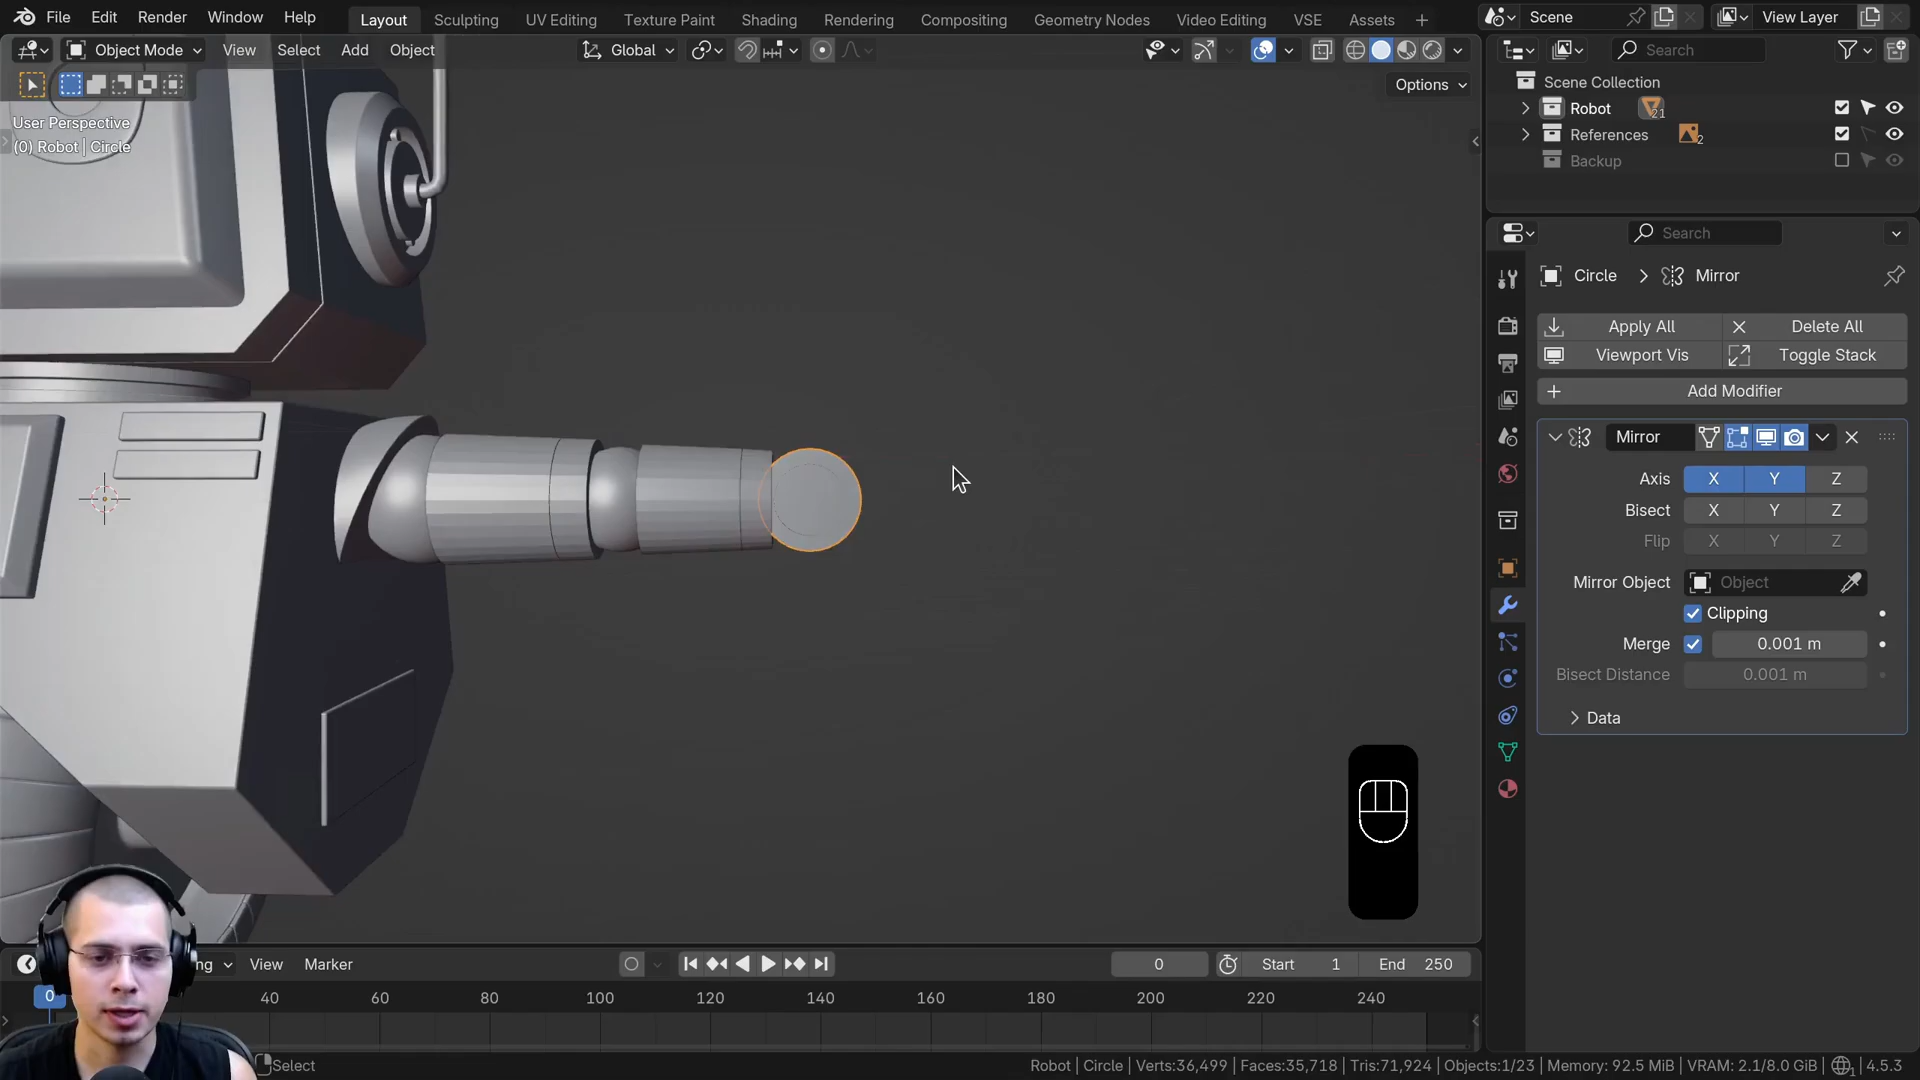 File Edit Render Window Help Layout Sculpting UV Editing Texture Paint Shading Animation Rendering Compositing Geometry Nodes Video Editing VSE Assets Scene View Layer
Object Mode View Select Add Object Global Search
Options
User Perspective
(0) Robot | Circle
Scene Collection
Robot 21
References 2
Backup
Search
Circle Mirror
Apply All Delete All
Viewport Vis Toggle Stack
Add Modifier
Mirror
Axis X Y Z
Bisect X Y Z
Flip X Y Z
Mirror Object Object
Clipping
Merge 0.001 m
Bisect Distance 0.001 m
Data
ng View Marker 0 Start 1 End 250
0 40 60 80 100 120 140 160 180 200 220 240
Select Robot | Circle Verts:36,499 Faces:35,718 Tris:71,924 Objects:1/23 Memory: 92.5 MiB VRAM: 2.1/8.0 GiB 4.5.3